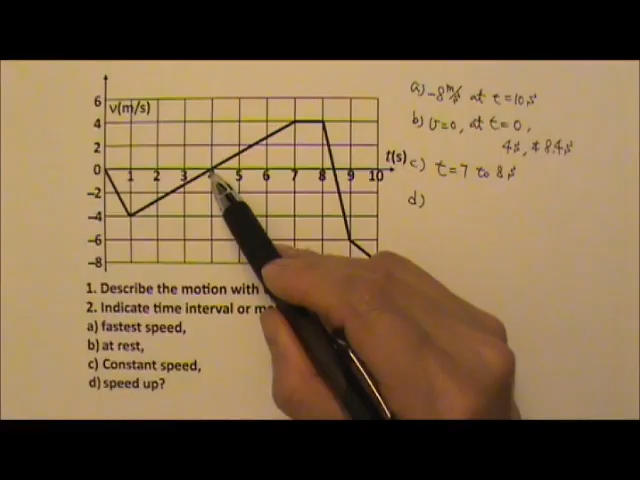 v(m/s)
6
4
2
0
−2
−4
−6
−8
1 2 3 5 6 7 8 9 10
t(s)
1. Describe the motion with
2. Indicate time interval or
a) fastest speed,
b) at rest,
c) Constant speed,
d) speed up?
a) -8 m/s at t=10s
b) v=0, at t=0,
4s, 8.4s
c) t=7 to 8s
d)